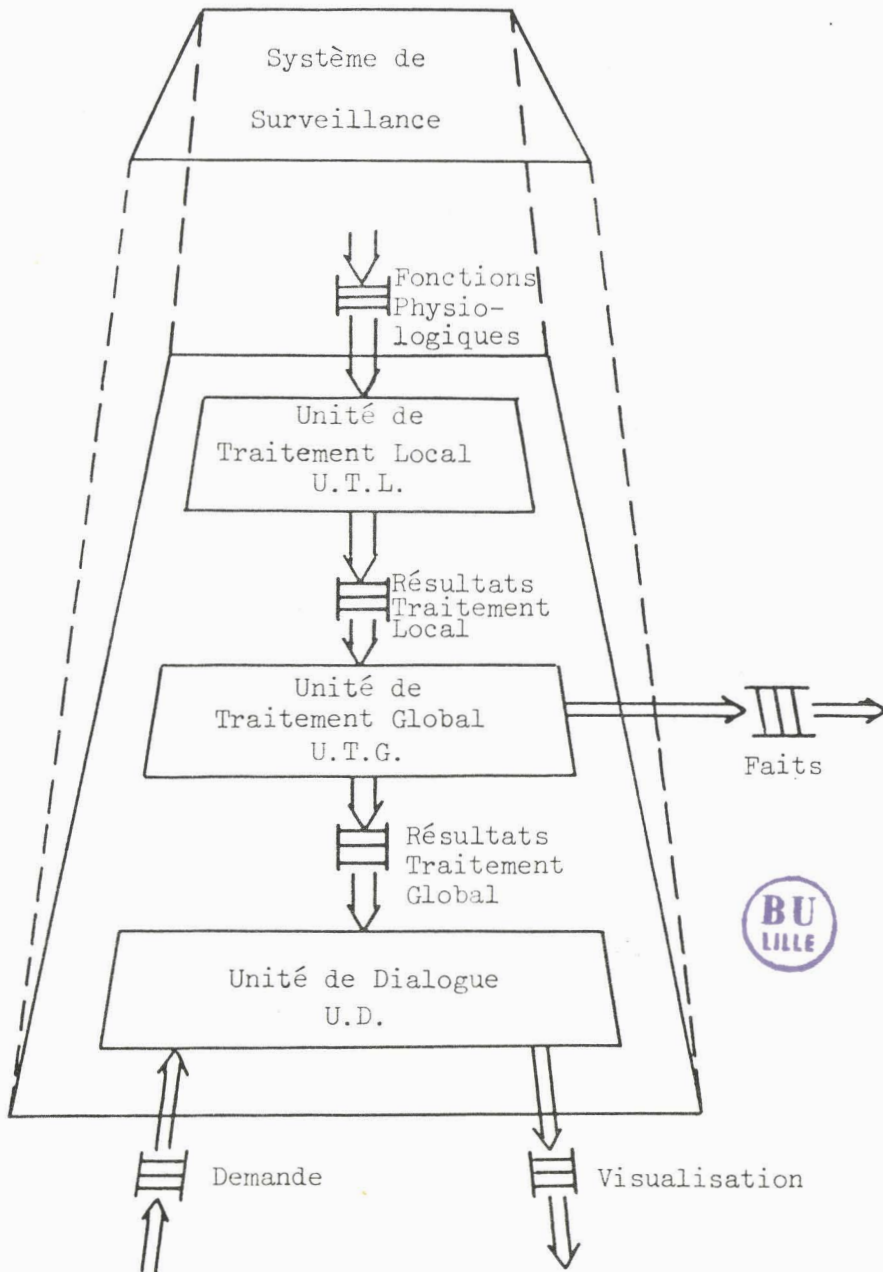 Système de
Surveillance
Fonctions
Physio-
logiques
Unité de
Traitement Local
U.T.L.
Résultats
Traitement
Local
Unité de
Traitement Global
U.T.G.
Faits
Résultats
Traitement
Global
BU
LILLE
Unité de Dialogue
U.D.
Demande
Visualisation